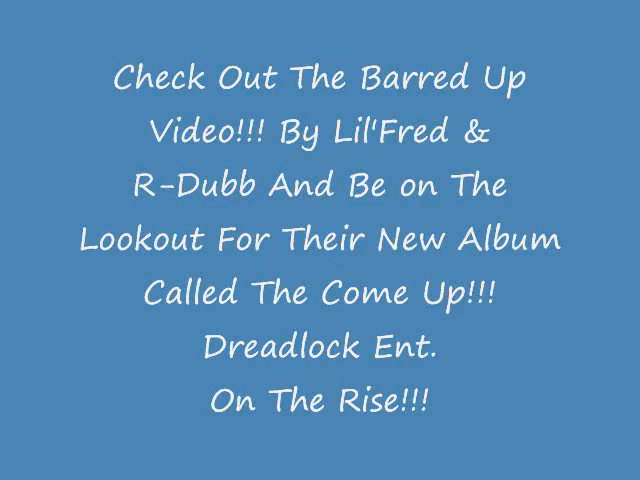 Check Out The Barred Up
Video!!! By Lil'Fred &
R-Dubb And Be on The
Lookout For Their New Album
Called The Come Up!!!
Dreadlock Ent.
On The Rise!!!